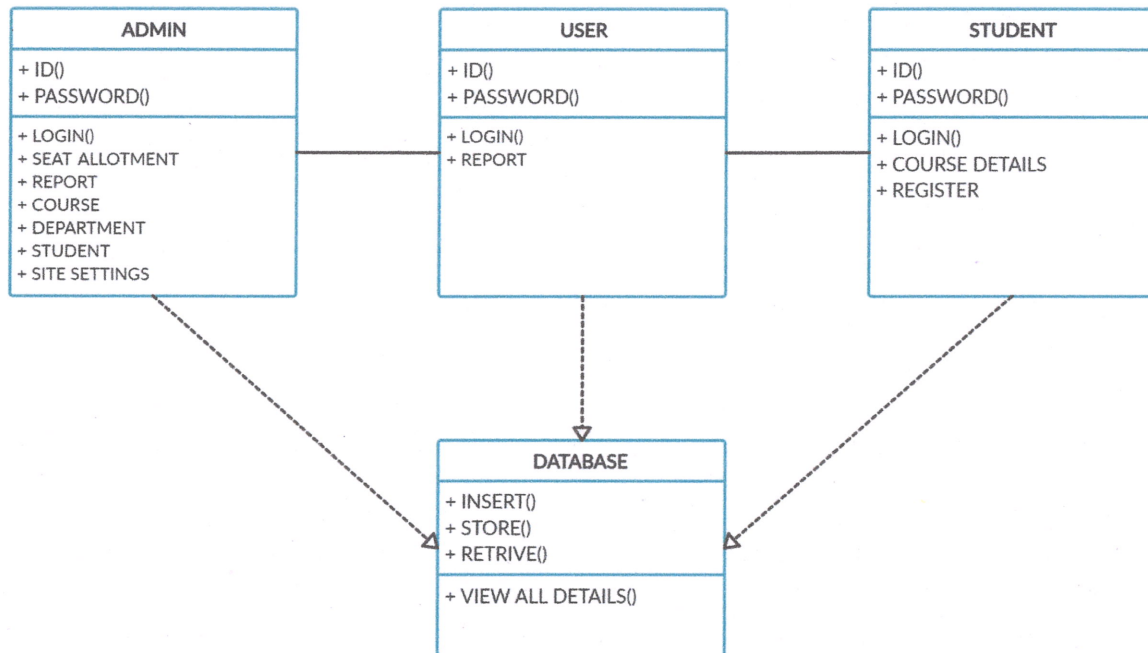 ADMIN
+ ID()
+ PASSWORD()
+ LOGIN()
+ SEAT ALLOTMENT
+ REPORT
+ COURSE
+ DEPARTMENT
+ STUDENT
+ SITE SETTINGS
USER
+ ID()
+ PASSWORD()
+ LOGIN()
+ REPORT
STUDENT
+ ID()
+ PASSWORD()
+ LOGIN()
+ COURSE DETAILS
+ REGISTER
DATABASE
+ INSERT()
+ STORE()
+ RETRIVE()
+ VIEW ALL DETAILS()